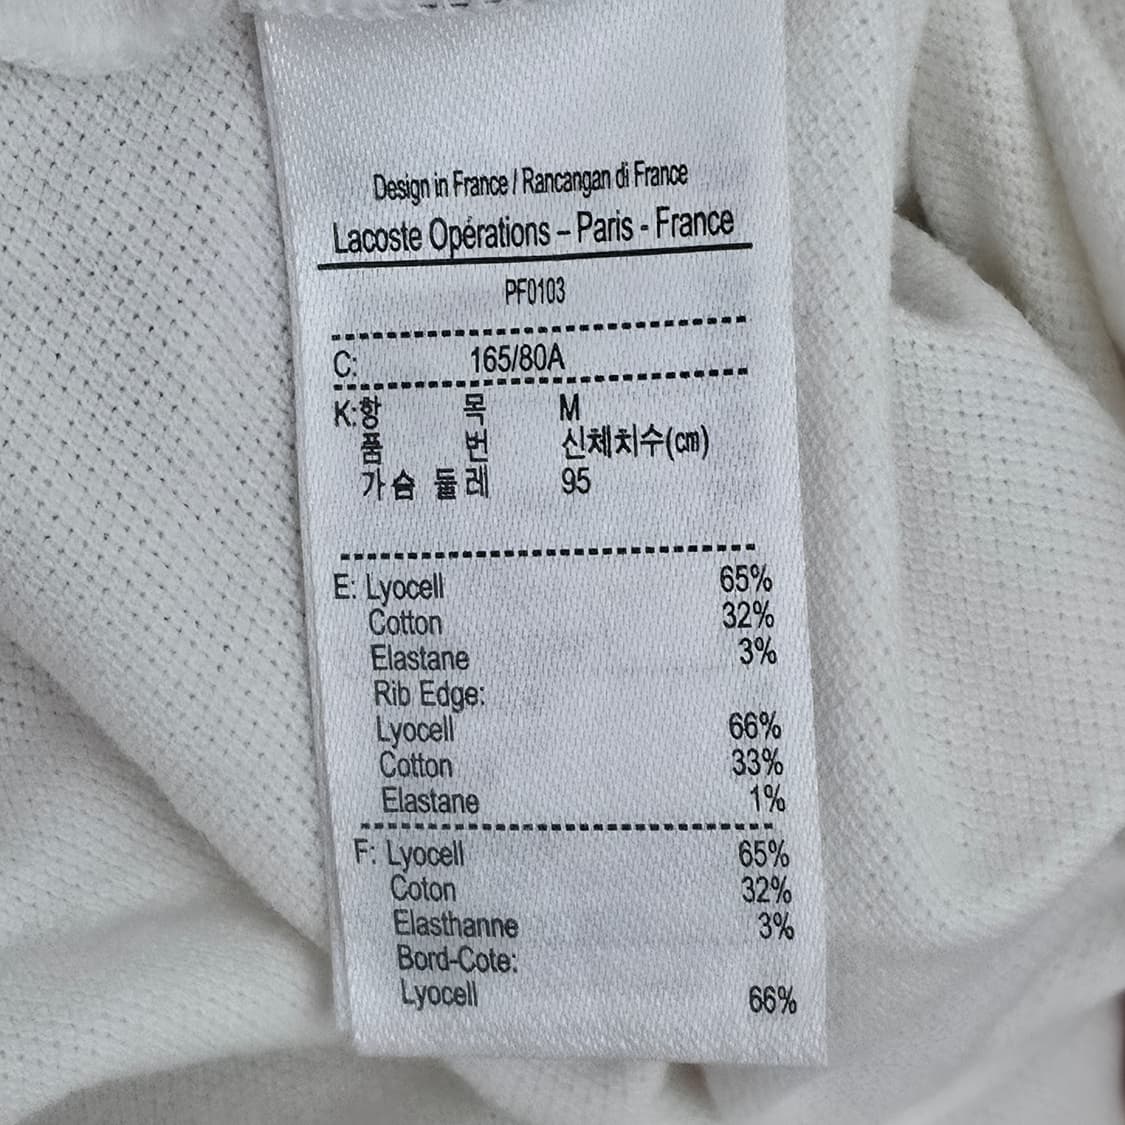 Design in France / Rancangan di France
Lacoste Opérations – Paris - France
PF0103
C: 165/80A
K: 항 목 M
품 번 신체치수(cm)
가슴 둘레 95
E: Lyocell 65%
Cotton 32%
Elastane 3%
Rib Edge:
Lyocell 66%
Cotton 33%
Elastane 1%
F: Lyocell 65%
Coton 32%
Elasthanne 3%
Bord-Cote:
Lyocell 66%